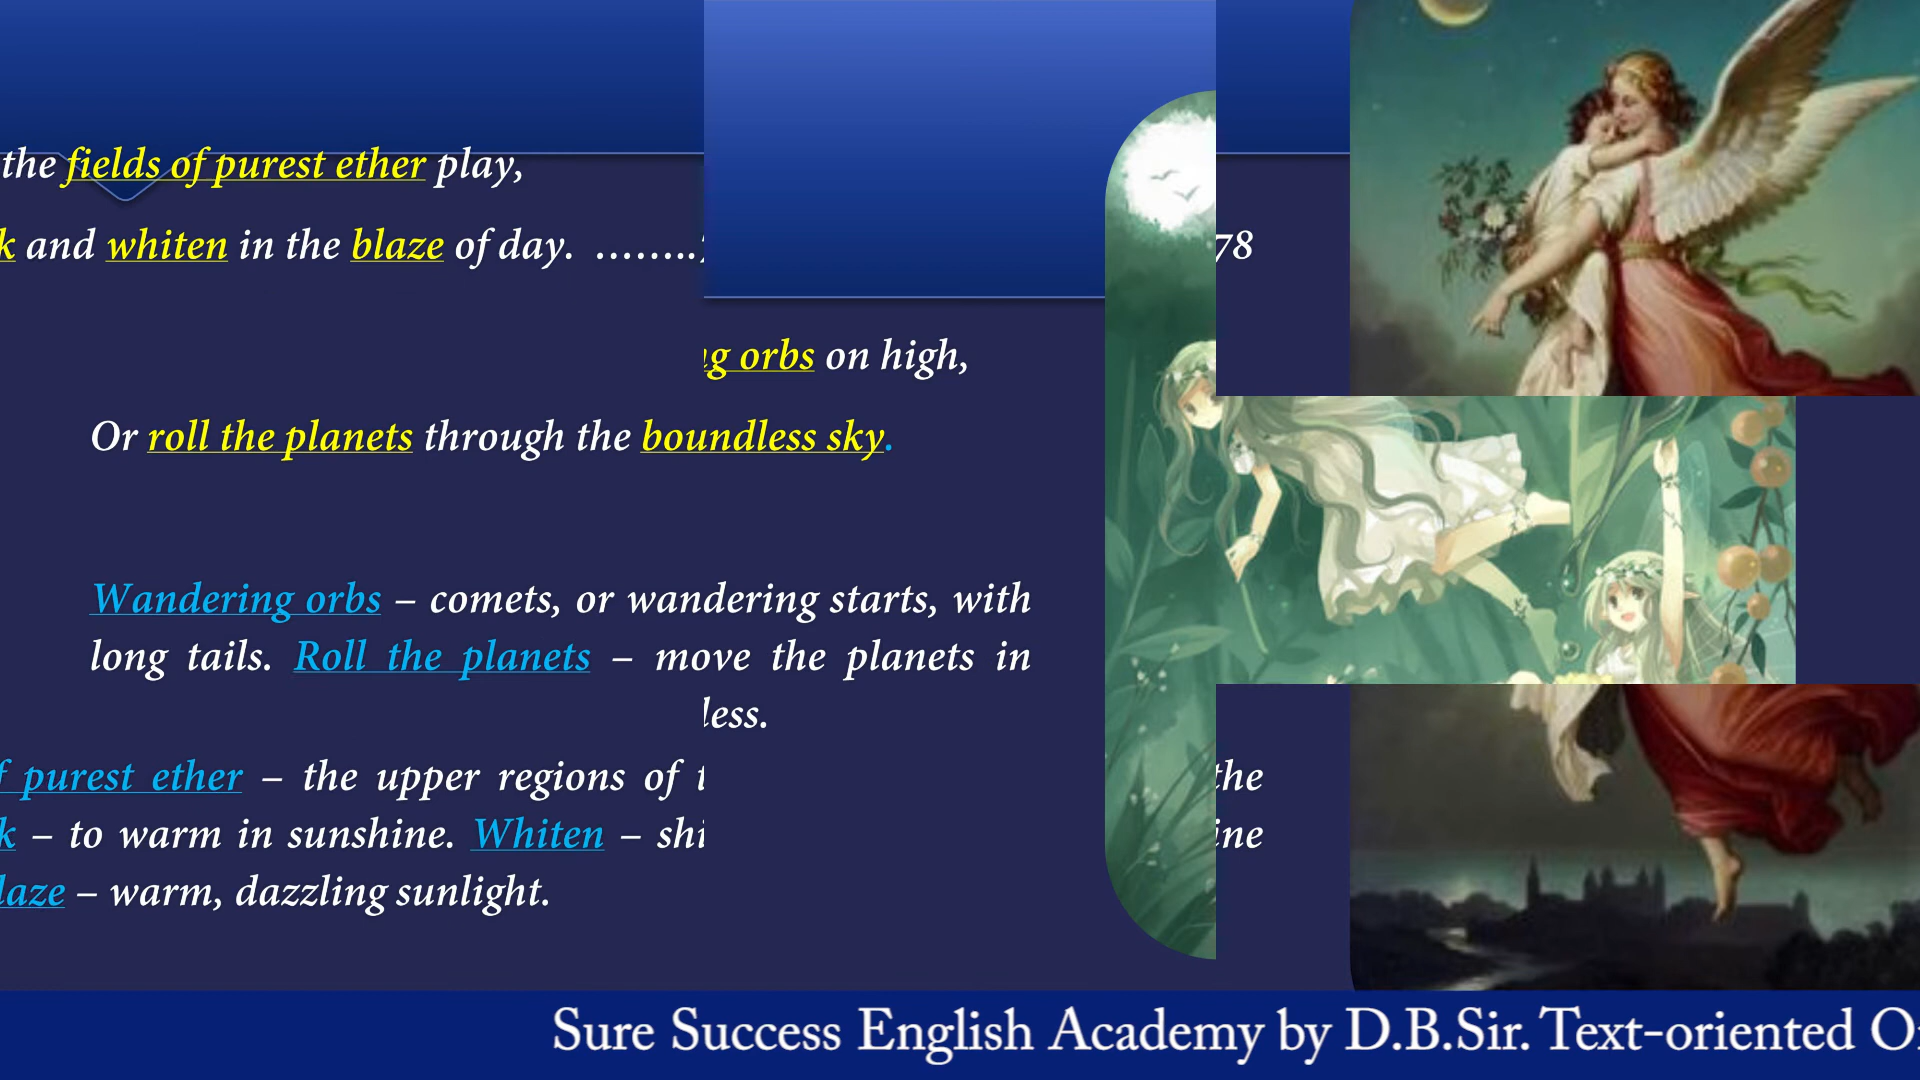 the fields of purest ether play,
and whiten in the blaze of day. ........
78
orbs on high,
Or roll the planets through the boundless sky.
Wandering orbs – comets, or wandering starts, with
long tails. Roll the planets – move the planets in
less.
purest ether – the upper regions of the
– to warm in sunshine. Whiten –
– warm, dazzling sunlight.
Sure Success English Academy by D.B.Sir. Text-oriented